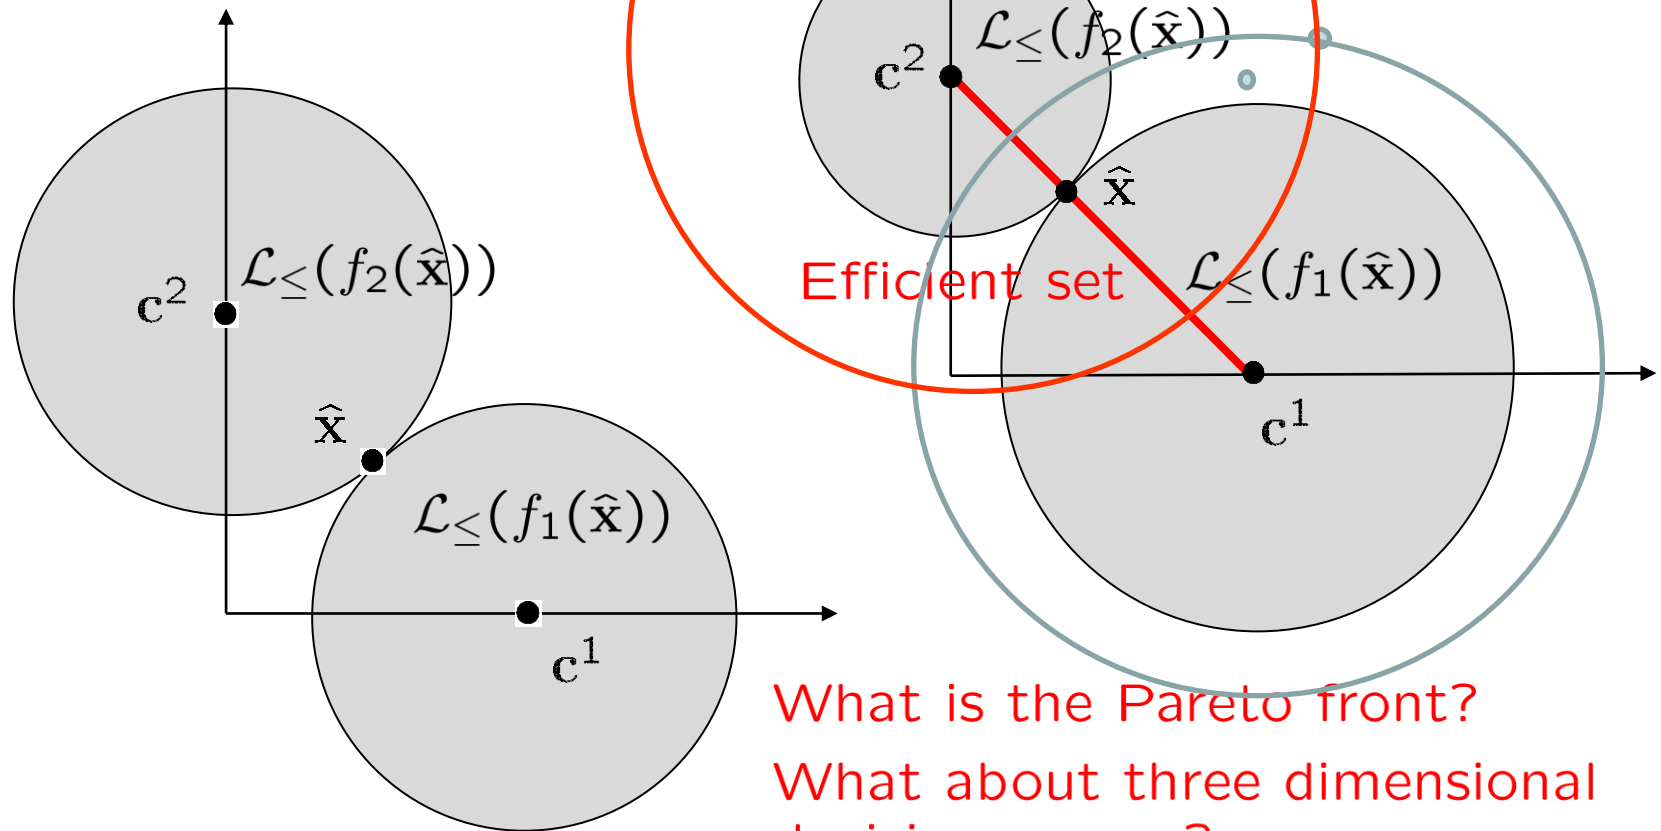 𝓛≤(f₂(x̂))
c²
x̂
𝓛≤(f₁(x̂))
c¹
𝓛≤(f₂(x̂))
c²
x̂
Efficient set
𝓛≤(f₁(x̂))
c¹
What is the Pareto front?
What about three dimensional